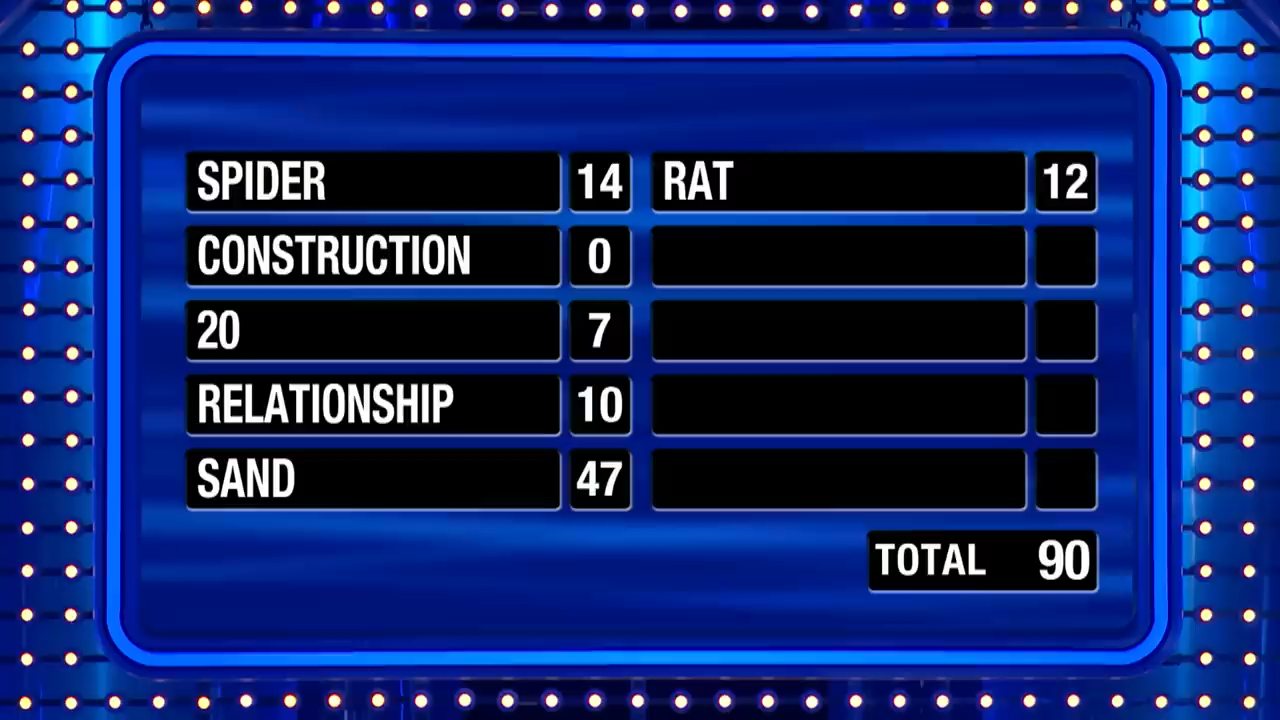 SPIDER 14 RAT 12
CONSTRUCTION 0
20 7
RELATIONSHIP 10
SAND 47
TOTAL 90